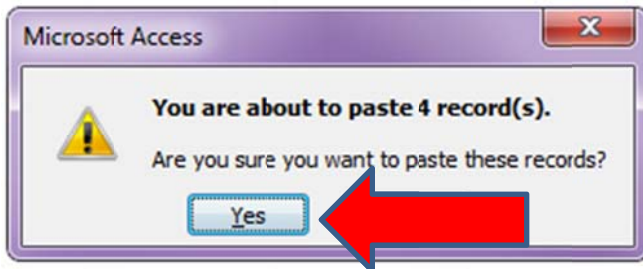 Microsoft Access
You are about to paste 4 record(s).
Are you sure you want to paste these records?
Yes